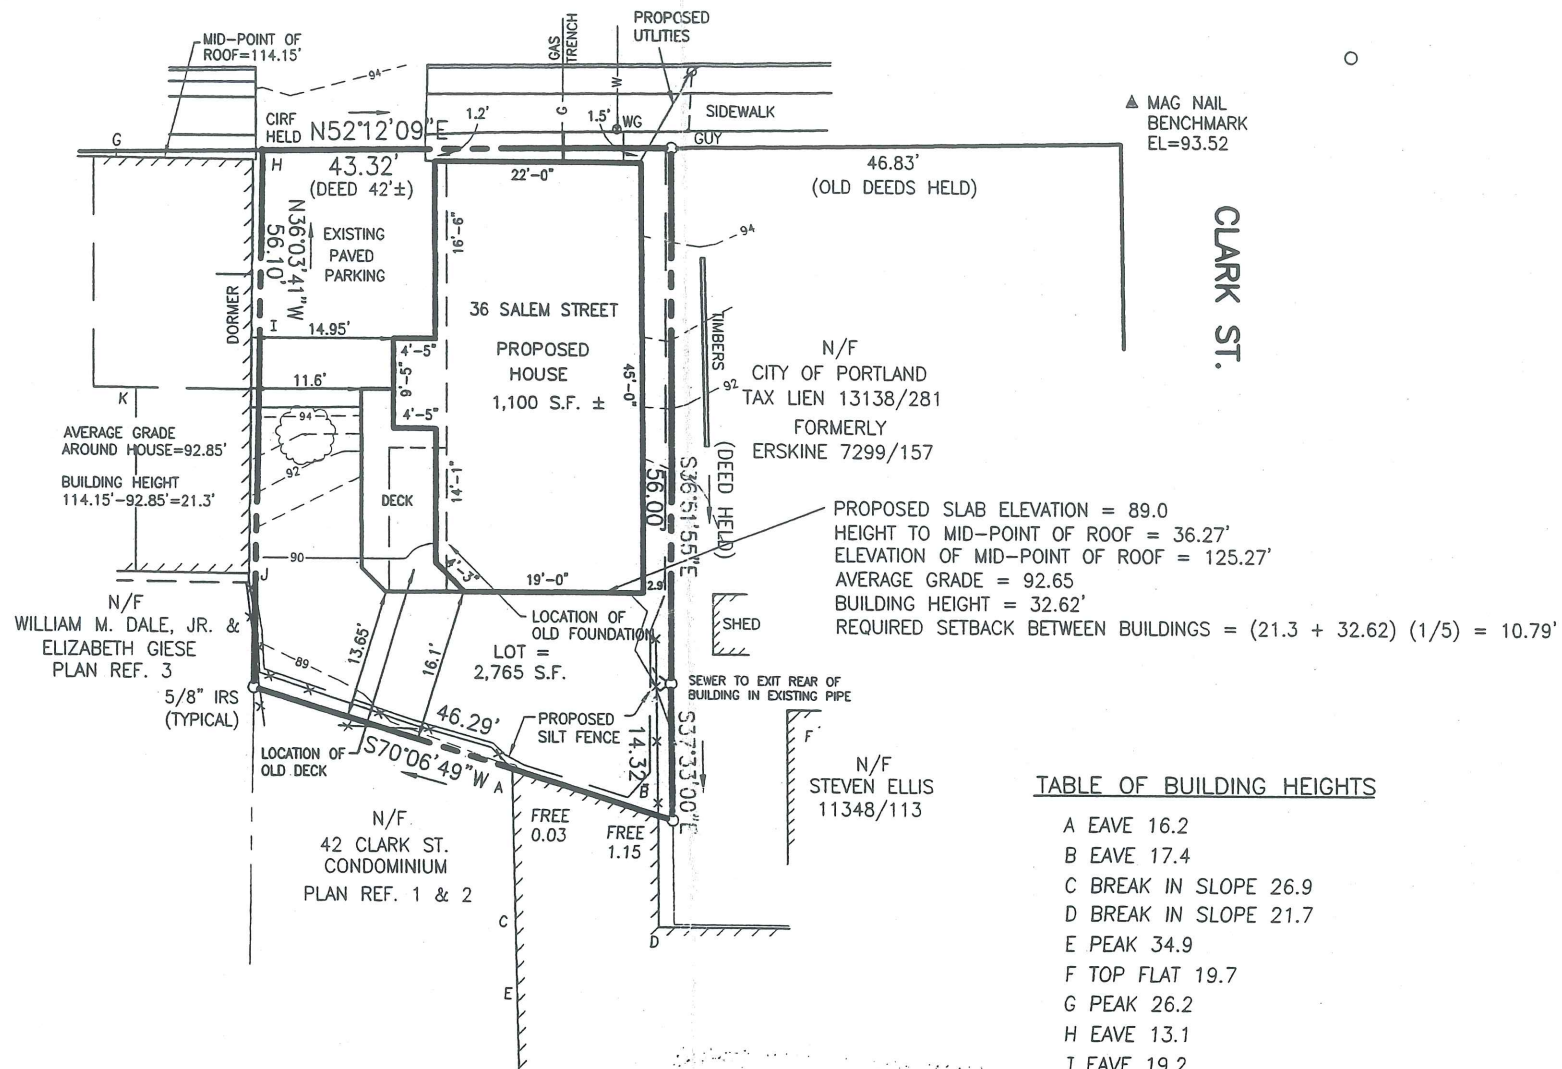 MID-POINT OF
ROOF=114.15'
94
GAS
TRENCH
PROPOSED
UTLITIES
W
G
1.2'
1.5'
WG
SIDEWALK
GUY
MAG NAIL
BENCHMARK
EL=93.52
CLARK ST.
CIRF
HELD
N52°12'09"E
G
H
43.32'
(DEED 42'±)
22'-0"
46.83'
(OLD DEEDS HELD)
N36°03'41"W
56.10'
EXISTING
PAVED
PARKING
16'-9"
94
DORMER
I
14.95'
4'-5"
9'-5"
4'-5"
11.6'
36 SALEM STREET
PROPOSED
HOUSE
1,100 S.F. ±
45'-0"
TIMBERS
92
N/F
CITY OF PORTLAND
TAX LIEN 13138/281
FORMERLY
ERSKINE 7299/157
K
AVERAGE GRADE
AROUND HOUSE=92.85'
BUILDING HEIGHT
114.15'-92.85'=21.3'
94
92
DECK
14'-1"
56.00'
S36°51'55"E
(DEED HELD)
PROPOSED SLAB ELEVATION = 89.0
HEIGHT TO MID-POINT OF ROOF = 36.27'
ELEVATION OF MID-POINT OF ROOF = 125.27'
AVERAGE GRADE = 92.65
BUILDING HEIGHT = 32.62'
REQUIRED SETBACK BETWEEN BUILDINGS = (21.3 + 32.62) (1/5) = 10.79'
90
J
4'-3"
19'-0"
2.9'
N/F
WILLIAM M. DALE, JR. &
ELIZABETH GIESE
PLAN REF. 3
LOCATION OF
OLD FOUNDATION
SHED
13.65'
16.1'
LOT =
2,765 S.F.
89
5/8" IRS
(TYPICAL)
SEWER TO EXIT REAR OF
BUILDING IN EXISTING PIPE
46.29'
S70°06'49"W
PROPOSED
SILT FENCE
14.32'
S37°33'00"E
LOCATION OF
OLD DECK
A
B
F
N/F
STEVEN ELLIS
11348/113
FREE
0.03
FREE
1.15
N/F
42 CLARK ST.
CONDOMINIUM
PLAN REF. 1 & 2
C
D
E
TABLE OF BUILDING HEIGHTS
A EAVE 16.2
B EAVE 17.4
C BREAK IN SLOPE 26.9
D BREAK IN SLOPE 21.7
E PEAK 34.9
F TOP FLAT 19.7
G PEAK 26.2
H EAVE 13.1
I EAVE 19.2